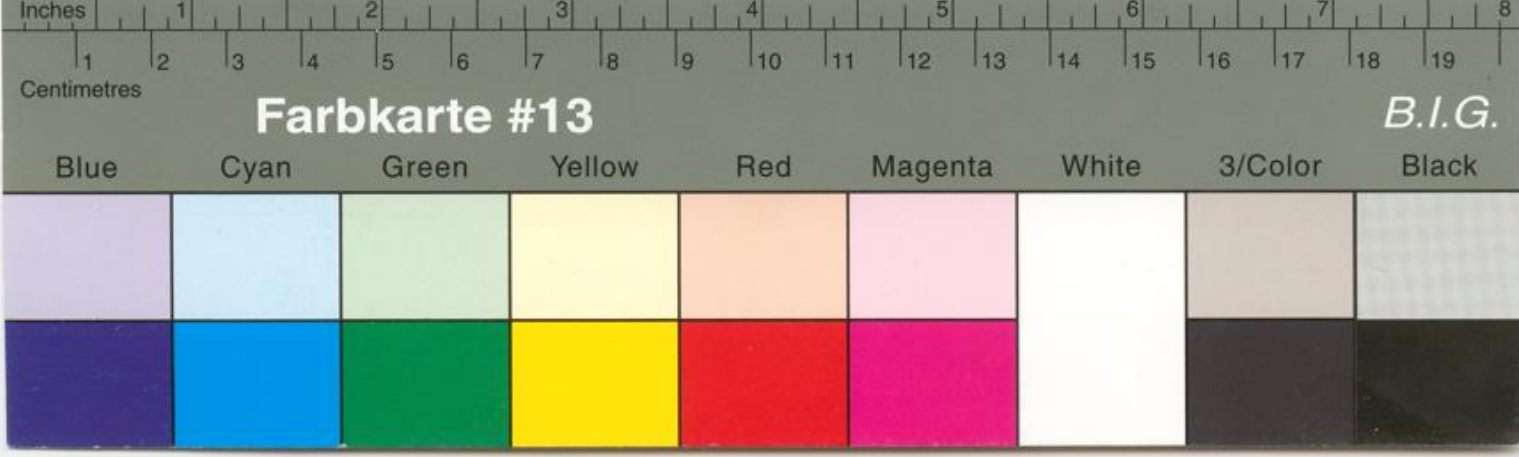 Inches 1 2 3 4 5 6 7 8
1 2 3 4 5 6 7 8 9 10 11 12 13 14 15 16 17 18 19
Centimetres
Farbkarte #13 B.I.G.
Blue Cyan Green Yellow Red Magenta White 3/Color Black